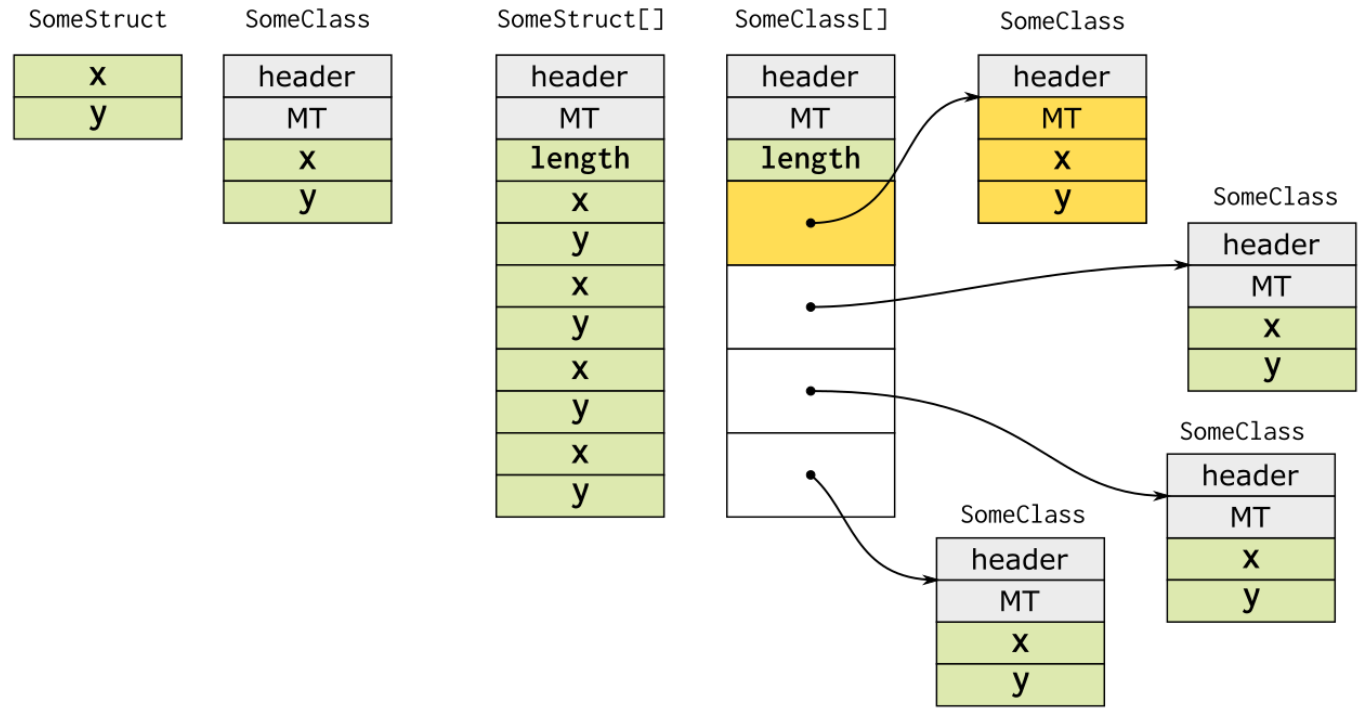 SomeStruct
x
y
SomeClass
header
MT
x
y
SomeStruct[]
header
MT
length
x
y
x
y
x
y
x
y
SomeClass[]
header
MT
length
SomeClass
header
MT
x
y
SomeClass
header
MT
x
y
SomeClass
header
MT
x
y
SomeClass
header
MT
x
y